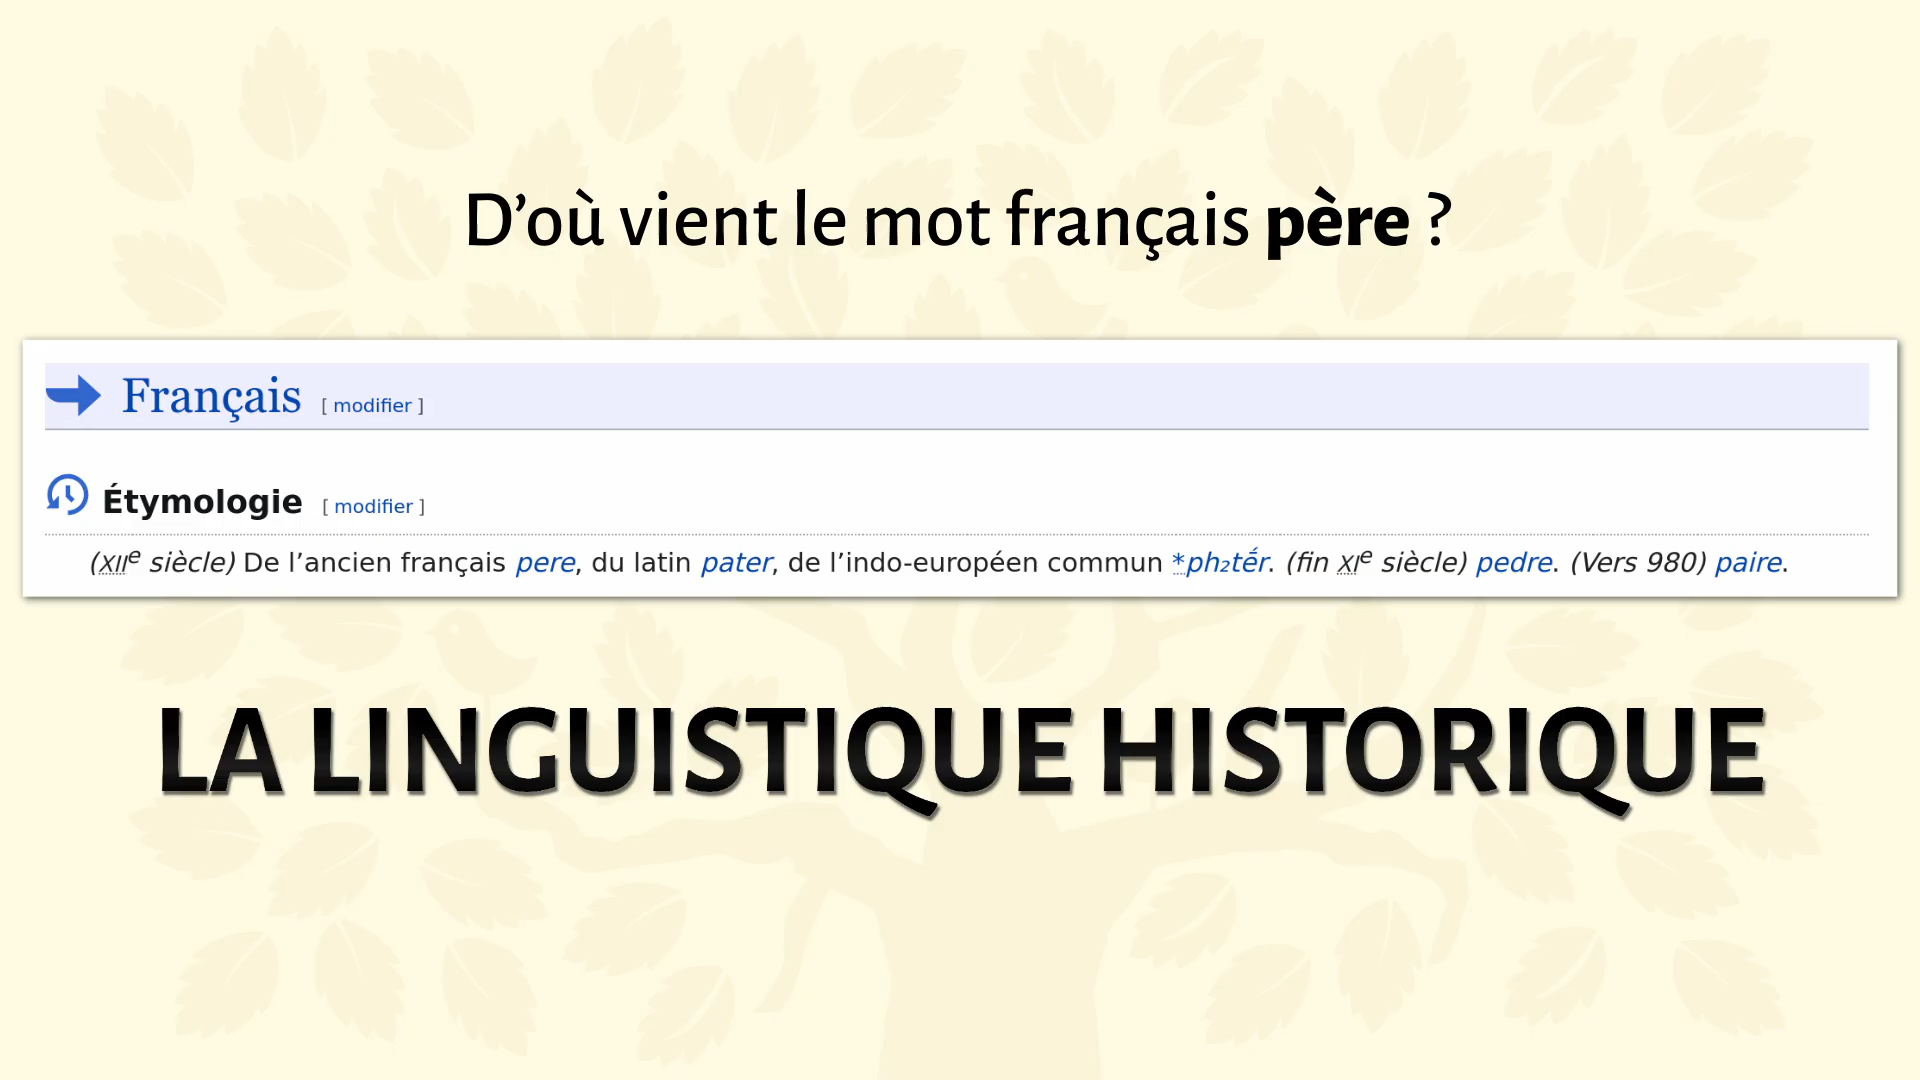 D’où vient le mot français père ?
Français [ modifier ]
Étymologie [ modifier ]
(XIIe siècle) De l’ancien français pere, du latin pater, de l’indo-européen commun *ph₂tḗr. (fin XIe siècle) pedre. (Vers 980) paire.
LA LINGUISTIQUE HISTORIQUE